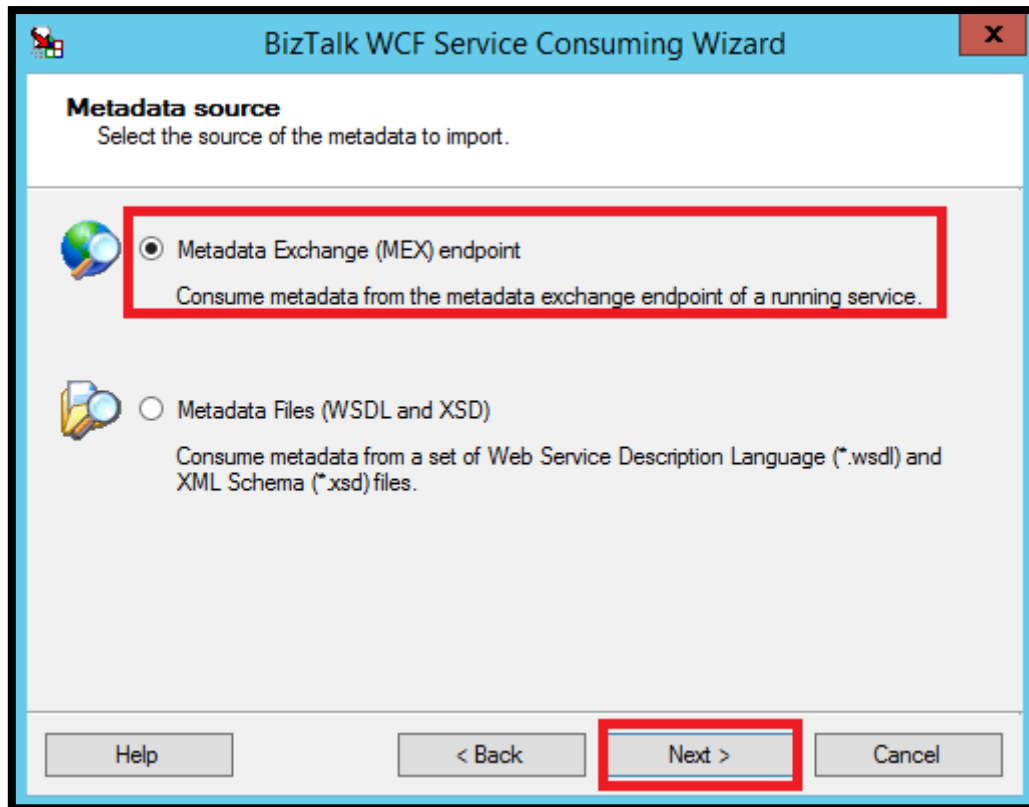 BizTalk WCF Service Consuming Wizard
x
Metadata source
Select the source of the metadata to import.
Metadata Exchange (MEX) endpoint
Consume metadata from the metadata exchange endpoint of a running service.
Metadata Files (WSDL and XSD)
Consume metadata from a set of Web Service Description Language (*.wsdl) and
XML Schema (*.xsd) files.
Help
< Back
Next >
Cancel